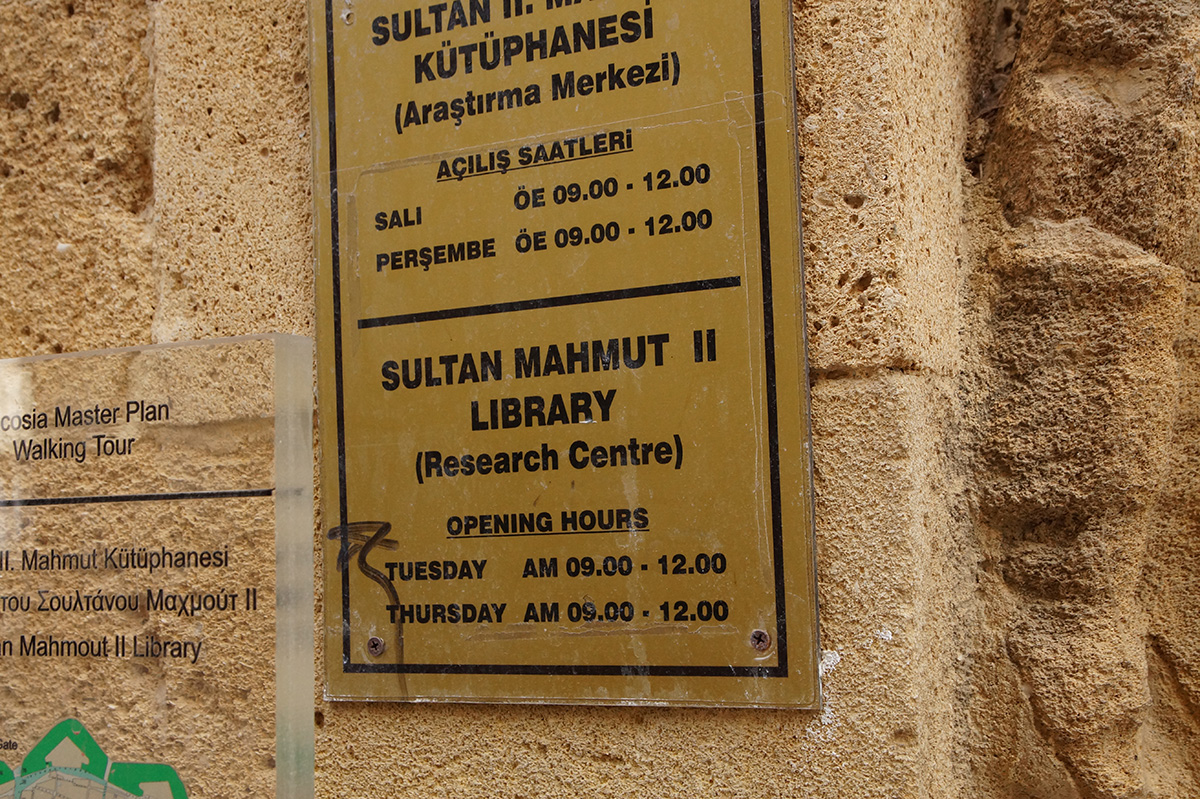 SULTAN II.
KÜTÜPHANESİ
(Araştırma Merkezi)
AÇILIŞ SAATLERi
SALI ÖE 09.00 - 12.00
PERŞEMBE ÖE 09.00 - 12.00
SULTAN MAHMUT II
LIBRARY
(Research Centre)
OPENING HOURS
TUESDAY AM 09.00 - 12.00
THURSDAY AM 09.00 - 12.00
Master Plan
Walking Tour
II. Mahmut Kütüphanesi
του Σουλτάνου Μαχμούτ ΙΙ
Mahmout II Library
Gate